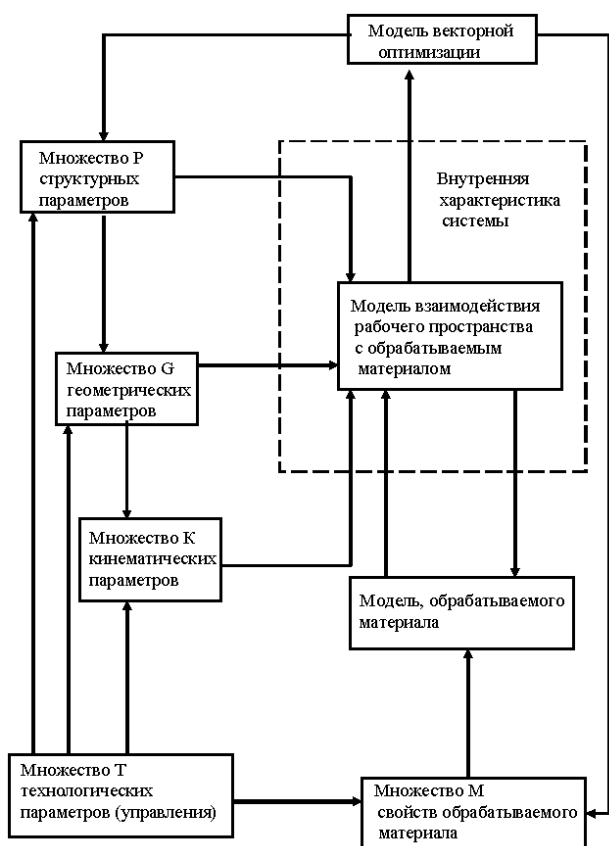 Модель векторной
оптимизации
Множество P
структурных
параметров
Внутренняя
характеристика
системы
Модель взаимодействия
рабочего пространства
с обрабатываемым
материалом
Множество G
геометрических
параметров
Множество К
кинематических
параметров
Модель, обрабатываемого
материала
Множество Т
технологических
параметров (управления)
Множество М
свойств обрабатываемого
материала